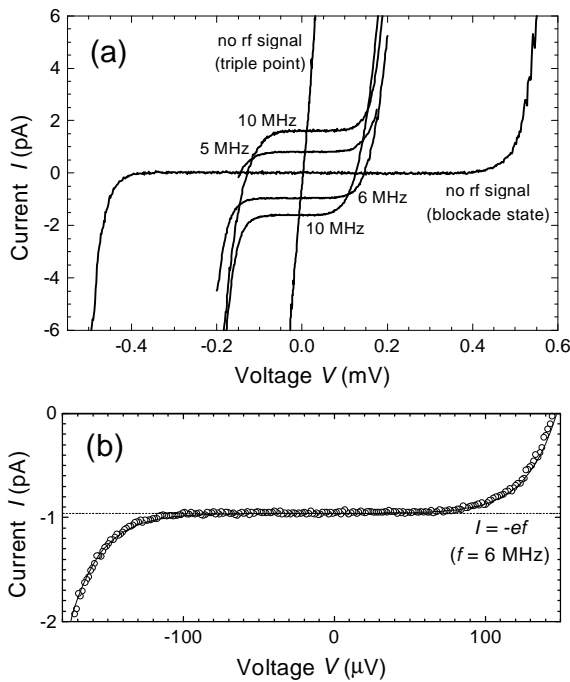 (a)
6
4
2
0
-2
-4
6
Current I (pA)
no rf signal
(triple point)
10 MHz
5 MHz
6 MHz
10 MHz
no rf signal
(blockade state)
-0.4
-0.2
0.0
0.2
0.4
0.6
Voltage V (mV)
(b)
0
-1
-2
Current I (pA)
I = -ef
(f = 6 MHz)
-100
0
100
Voltage V (μV)